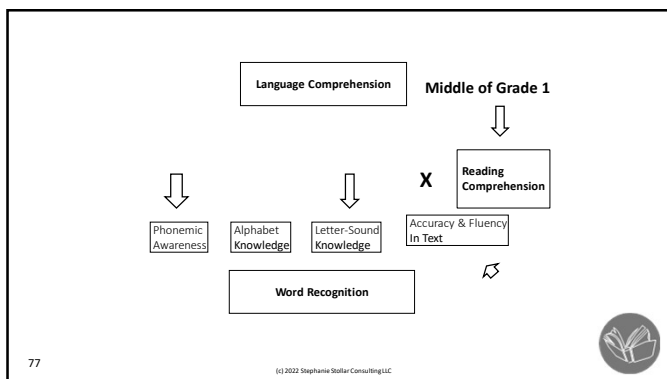 Language Comprehension
Middle of Grade 1
X
Reading
Comprehension
Phonemic
Awareness
Alphabet
Knowledge
Letter-Sound
Knowledge
Accuracy & Fluency
In Text
Word Recognition
77
(c) 2022 Stephanie Stollar Consulting LLC